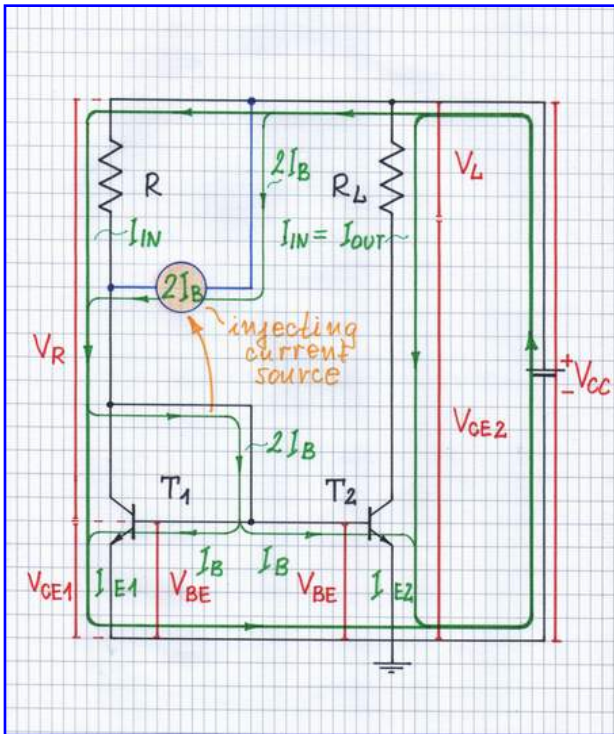 R
R_L
V_L
2I_B
I_IN
I_IN = I_OUT
2I_B
injecting
current
source
V_R
+
V_CC
−
V_CE2
2I_B
T_1
T_2
V_CE1
I_E1
V_BE
I_B
I_B
V_BE
I_E2